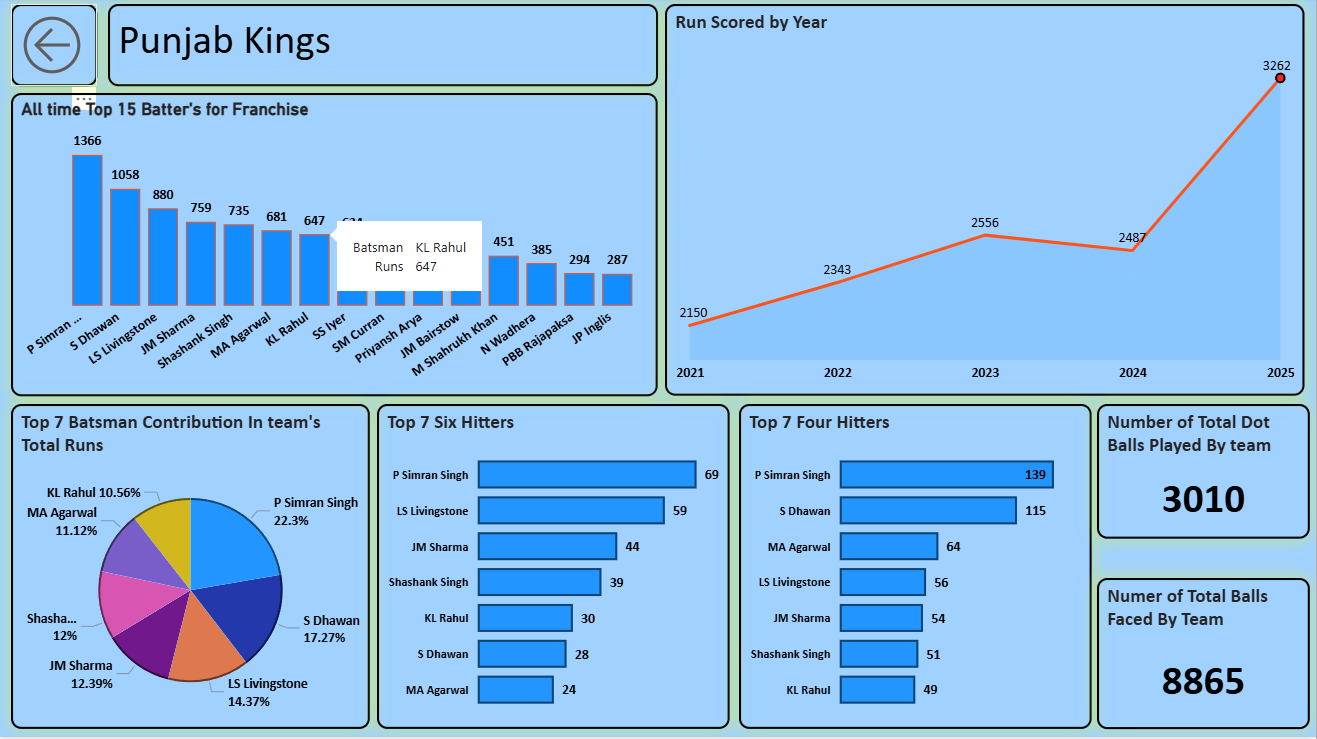 Punjab Kings
All time Top 15 Batter's for Franchise
1366
1058
880
759
735
681
647
451
385
294
287
Batsman KL Rahul
Runs 647
P Simran ...
S Dhawan
LS Livingstone
JM Sharma
Shashank Singh
MA Agarwal
KL Rahul
SS Iyer
SM Curran
Priyansh Arya
JM Bairstow
M Shahrukh Khan
N Wadhera
PBB Rajapaksa
JP Inglis
Run Scored by Year
2150
2343
2556
2487
3262
2021 2022 2023 2024 2025
Top 7 Batsman Contribution In team's
Total Runs
P Simran Singh
22.3%
S Dhawan
17.27%
LS Livingstone
14.37%
JM Sharma
12.39%
Shasha...
12%
MA Agarwal
11.12%
KL Rahul 10.56%
Top 7 Six Hitters
P Simran Singh 69
LS Livingstone 59
JM Sharma 44
Shashank Singh 39
KL Rahul 30
S Dhawan 28
MA Agarwal 24
Top 7 Four Hitters
P Simran Singh 139
S Dhawan 115
MA Agarwal 64
LS Livingstone 56
JM Sharma 54
Shashank Singh 51
KL Rahul 49
Number of Total Dot
Balls Played By team
3010
Numer of Total Balls
Faced By Team
8865